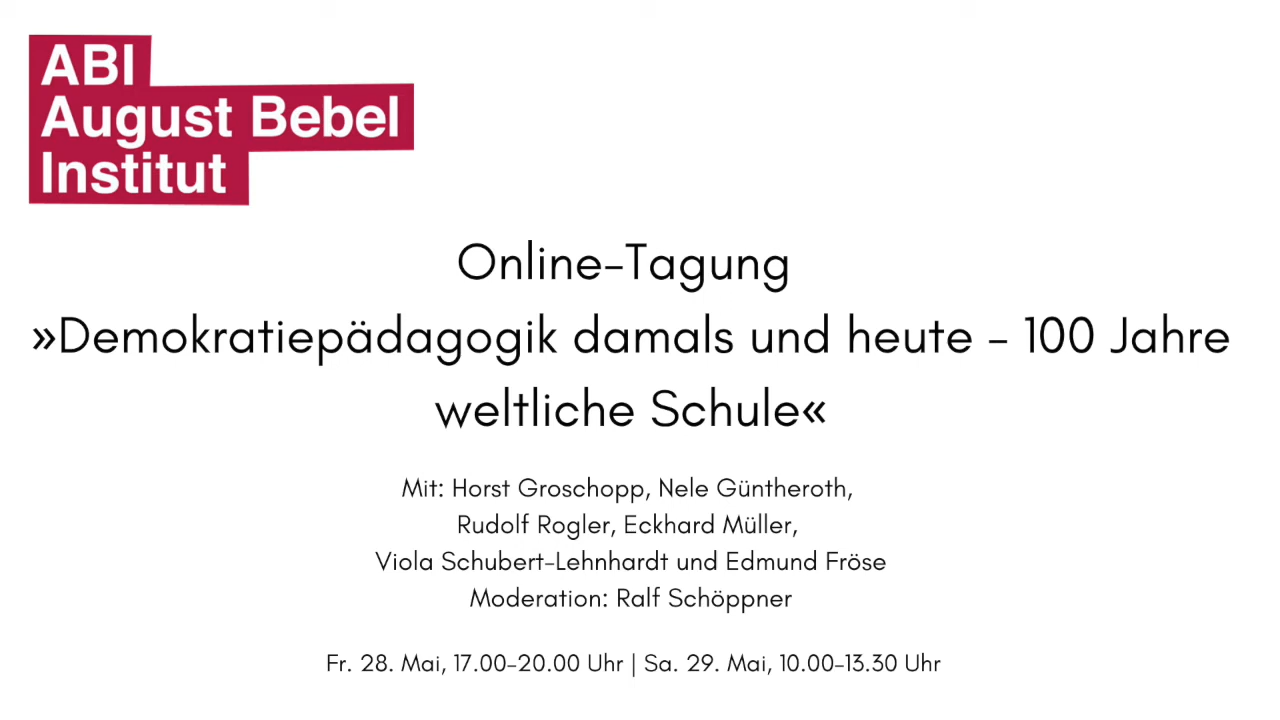 ABI
August Bebel
Institut
Online-Tagung
»Demokratiepädagogik damals und heute – 100 Jahre
weltliche Schule«
Mit: Horst Groschopp, Nele Güntheroth,
Rudolf Rogler, Eckhard Müller,
Viola Schubert-Lehnhardt und Edmund Fröse
Moderation: Ralf Schöppner
Fr. 28. Mai, 17.00-20.00 Uhr | Sa. 29. Mai, 10.00-13.30 Uhr